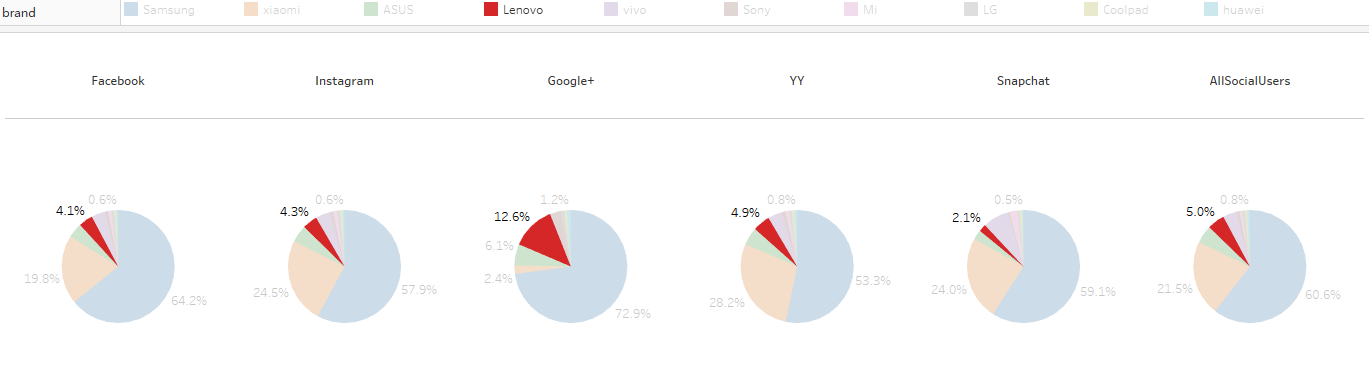 brand
Samsung xiaomi ASUS Lenovo vivo Sony Mi LG Coolpad huawei
Facebook Instagram Google+ YY Snapchat AllSocialUsers
0.6% 0.6% 1.2% 0.8% 0.5% 0.8%
4.1% 4.3% 12.6% 4.9% 2.1% 5.0%
6.1%
19.8% 24.5% 2.4% 28.2% 24.0% 21.5%
64.2% 57.9% 72.9% 53.3% 59.1% 60.6%